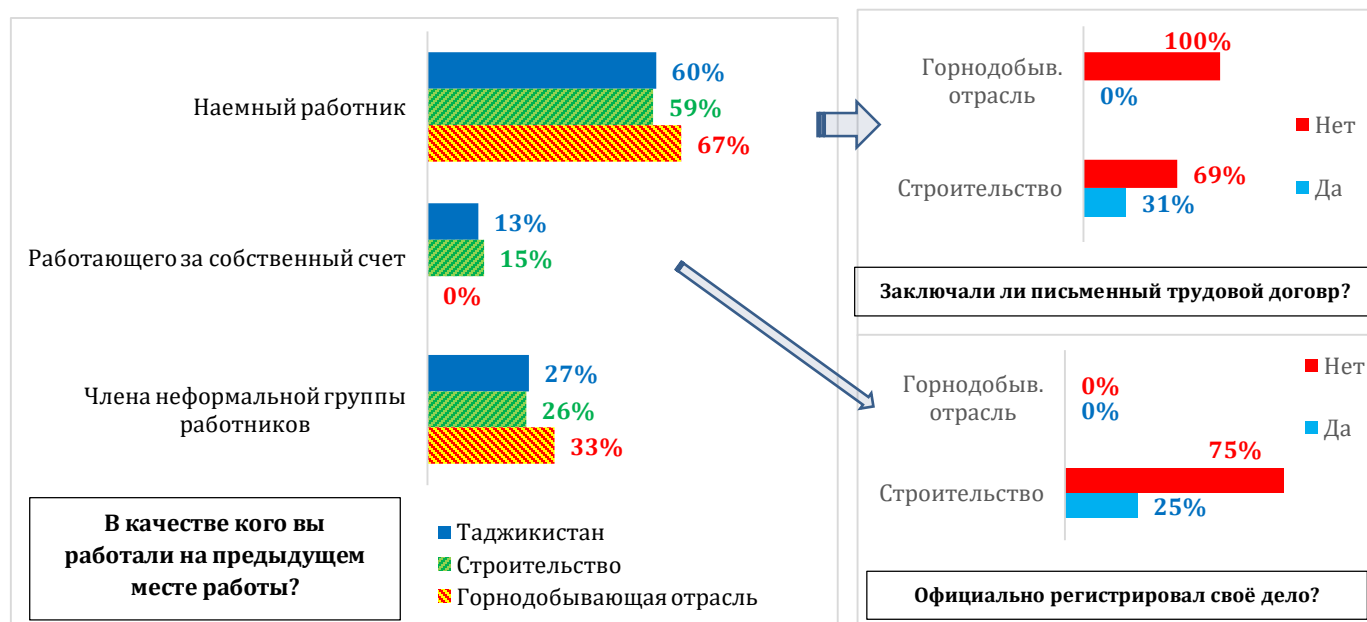 60%
Наемный работник
59%
67%
13%
Работающего за собственный счет
15%
0%
27%
Члена неформальной группы
работников
26%
33%
В качестве кого вы
работали на предыдущем
месте работы?
Таджикистан
Строительство
Горнодобывающая отрасль
100%
Горнодобыв.
отрасль
0%
Нет
69%
Строительство
Да
31%
Заключали ли письменный трудовой договр?
Нет
Горнодобыв.
отрасль
0%
0%
Да
75%
Строительство
25%
Официально регистрировал своё дело?